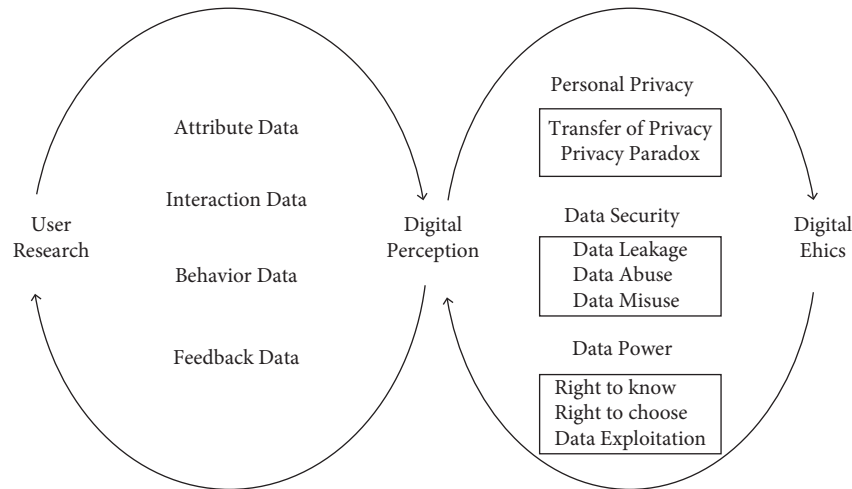 User
Research
Attribute Data
Interaction Data
Behavior Data
Feedback Data
Digital
Perception
Personal Privacy
Transfer of Privacy
Privacy Paradox
Data Security
Data Leakage
Data Abuse
Data Misuse
Data Power
Right to know
Right to choose
Data Exploitation
Digital
Ehics